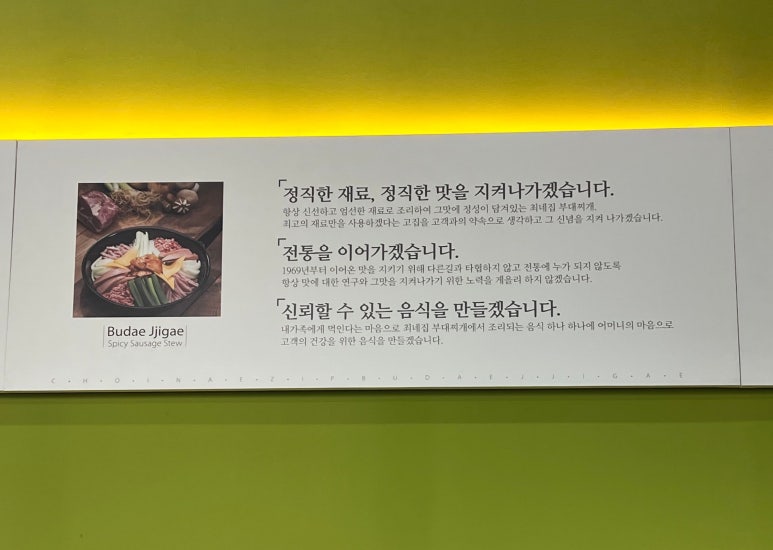 정직한 재료, 정직한 맛을 지켜나가겠습니다.
항상 신선하고 엄선한 재료로 조리하여 그맛에 정성이 담겨있는 최네집 부대찌개.
최고의 재료만을 사용하겠다는 고집을 고객과의 약속으로 생각하고 그 신념을 지켜 나가겠습니다.
전통을 이어가겠습니다.
1969년부터 이어온 맛을 지키기 위해 다른길과 타협하지 않고 전통에 누가 되지 않도록
항상 맛에 대한 연구와 그맛을 지켜나가기 위한 노력을 게을리 하지 않겠습니다.
신뢰할 수 있는 음식을 만들겠습니다.
내가족에게 먹인다는 마음으로 최네집 부대찌개에서 조리되는 음식 하나 하나에 어머니의 마음으로
고객의 건강을 위한 음식을 만들겠습니다.
Budae Jjigae
Spicy Sausage Stew
C·H·O·I·N·A·E·Z·I·P·B·U·D·A·E·J·J·I·G·A·E